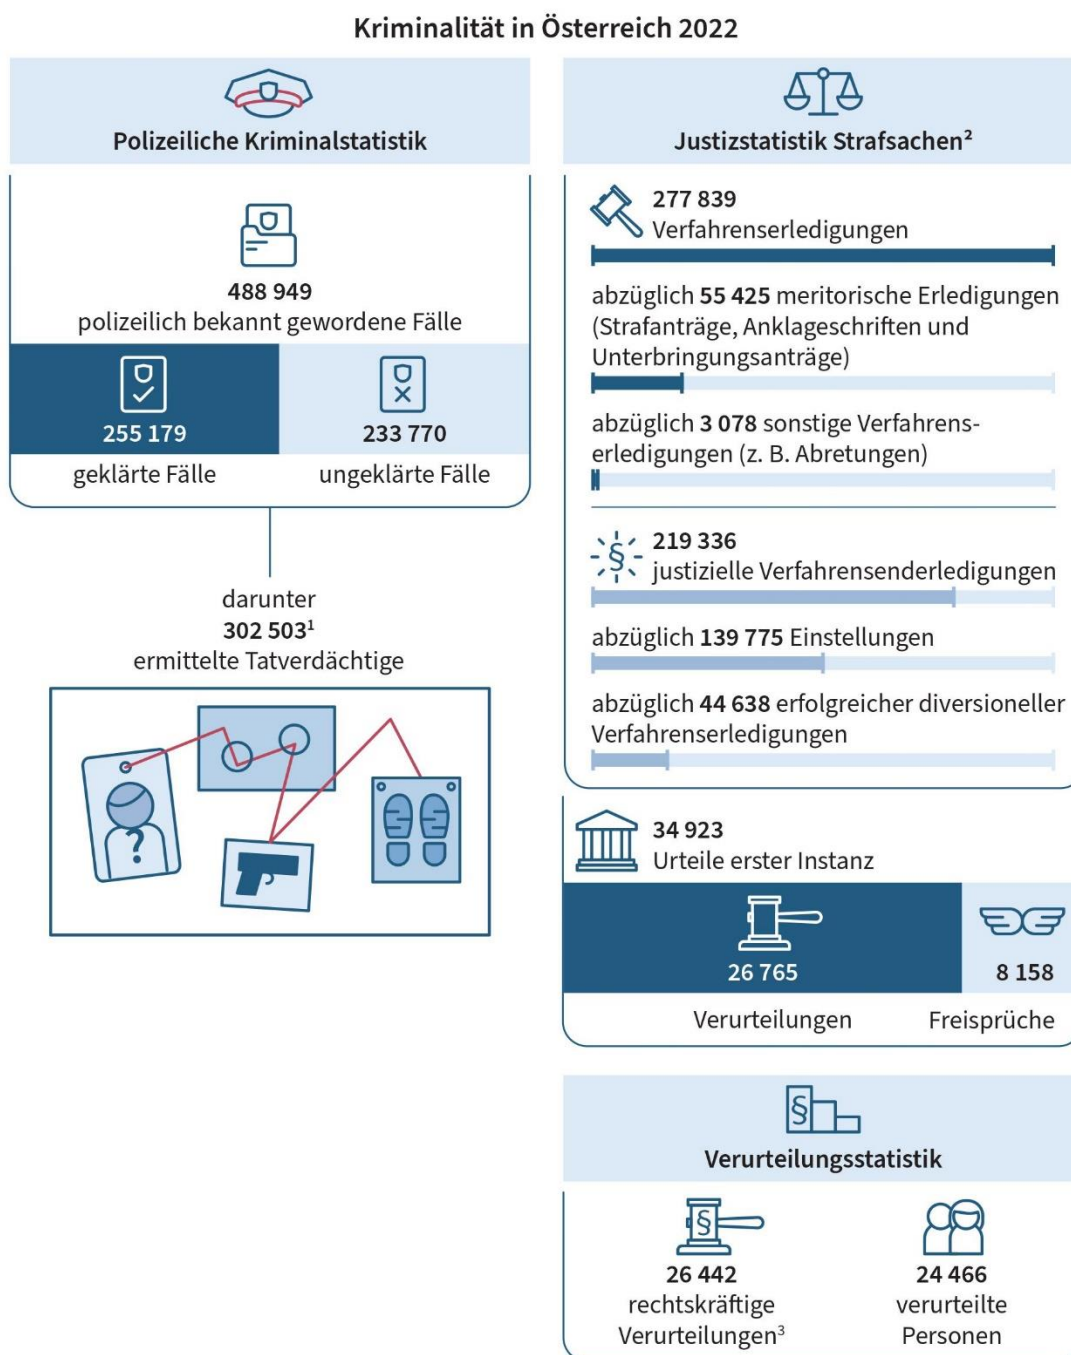 Kriminalität in Österreich 2022
Polizeiliche Kriminalstatistik
488 949
polizeilich bekannt gewordene Fälle
255 179
233 770
geklärte Fälle
ungeklärte Fälle
darunter
302 503¹
ermittelte Tatverdächtige
?
Justizstatistik Strafsachen²
277 839
Verfahrenserledigungen
abzüglich 55 425 meritorische Erledigungen
(Strafanträge, Anklageschriften und
Unterbringungsanträge)
abzüglich 3 078 sonstige Verfahrens-
erledigungen (z. B. Abretungen)
§
219 336
justizielle Verfahrensenderledigungen
abzüglich 139 775 Einstellungen
abzüglich 44 638 erfolgreicher diversioneller
Verfahrenserledigungen
34 923
Urteile erster Instanz
26 765
8 158
Verurteilungen
Freisprüche
§
Verurteilungsstatistik
§
26 442
rechtskräftige
Verurteilungen³
24 466
verurteilte
Personen